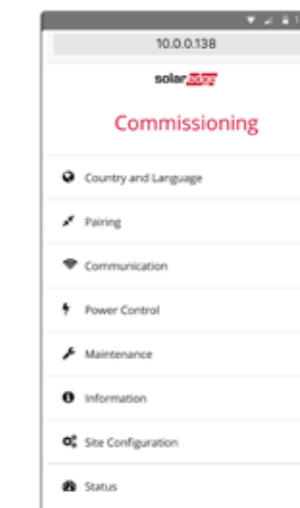 10.0.0.138
solaredge
Commissioning
Country and Language
Pairing
Communication
Power Control
Maintenance
Information
Site Configuration
Status